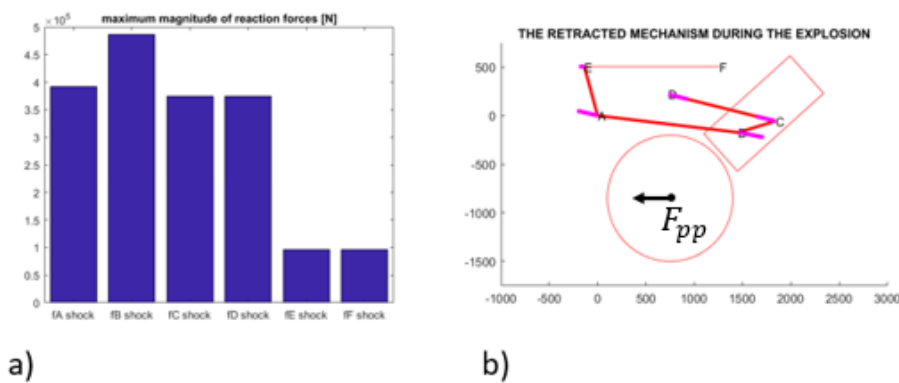 maximum magnitude of reaction forces [N]
×10⁵
5
4.5
4
3.5
3
2.5
2
1.5
1
0.5
0
fA shock fB shock fC shock fD shock fE shock fF shock
a)
THE RETRACTED MECHANISM DURING THE EXPLOSION
500
0
-500
-1000
-1500
-1000 -500 0 500 1000 1500 2000 2500 3000
E F
D
A
B C
F_pp
b)